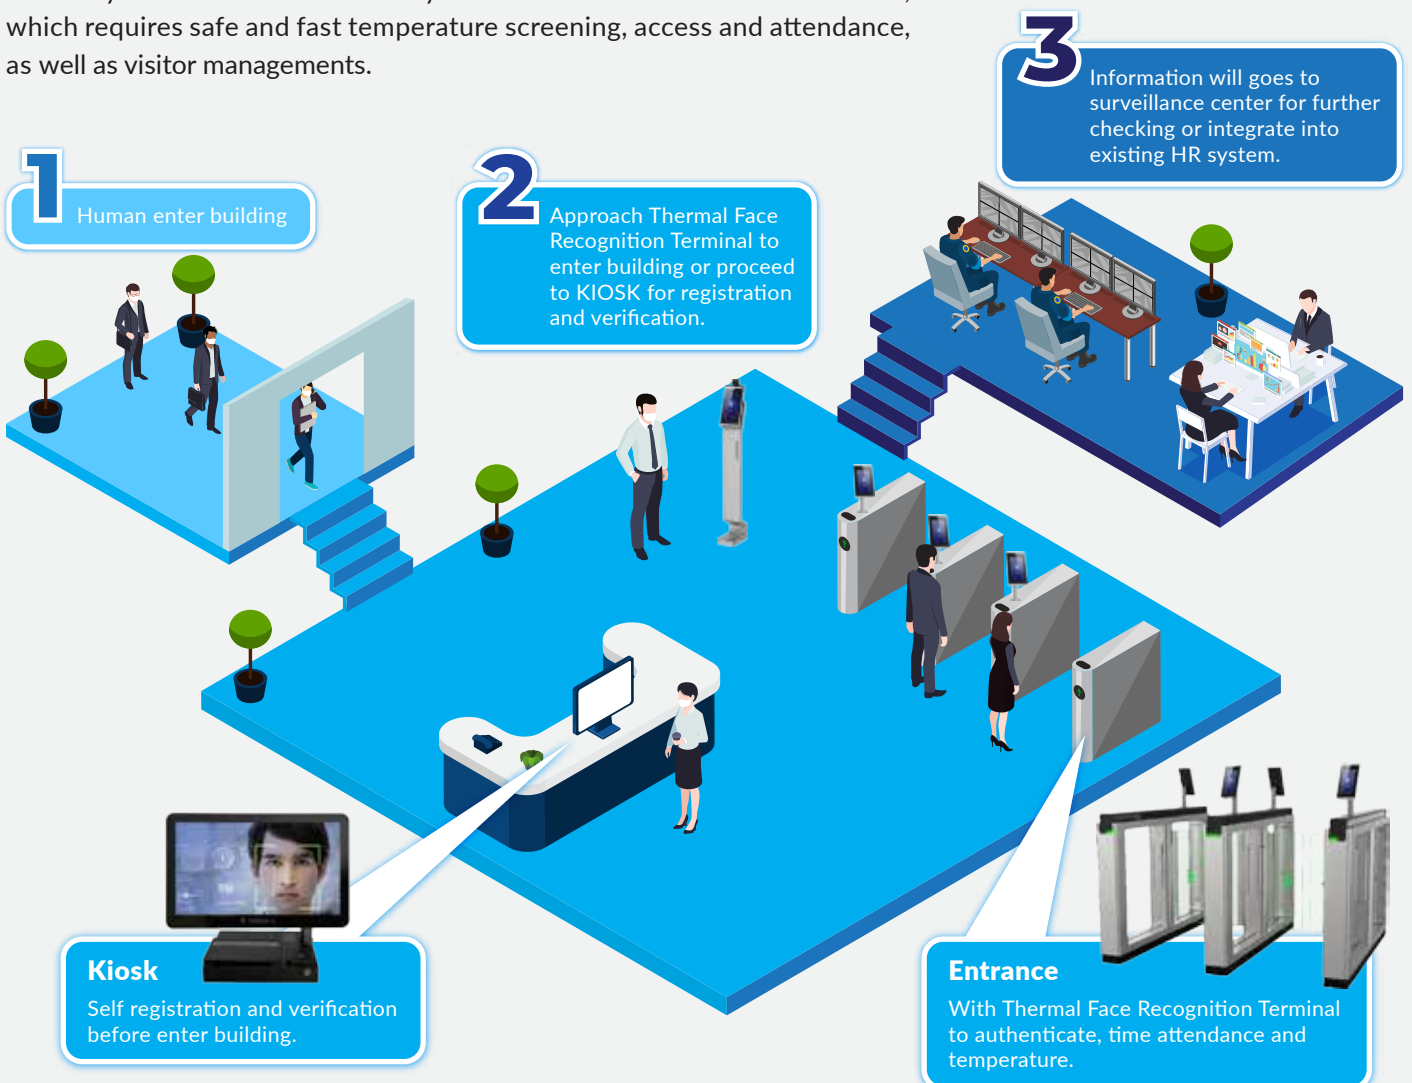 which requires safe and fast temperature screening, access and attendance,
as well as visitor managements.
1
Human enter building
2
Approach Thermal Face
Recognition Terminal to
enter building or proceed
to KIOSK for registration
and verification.
3
Information will goes to
surveillance center for further
checking or integrate into
existing HR system.
Kiosk
Self registration and verification
before enter building.
Entrance
With Thermal Face Recognition Terminal
to authenticate, time attendance and
temperature.